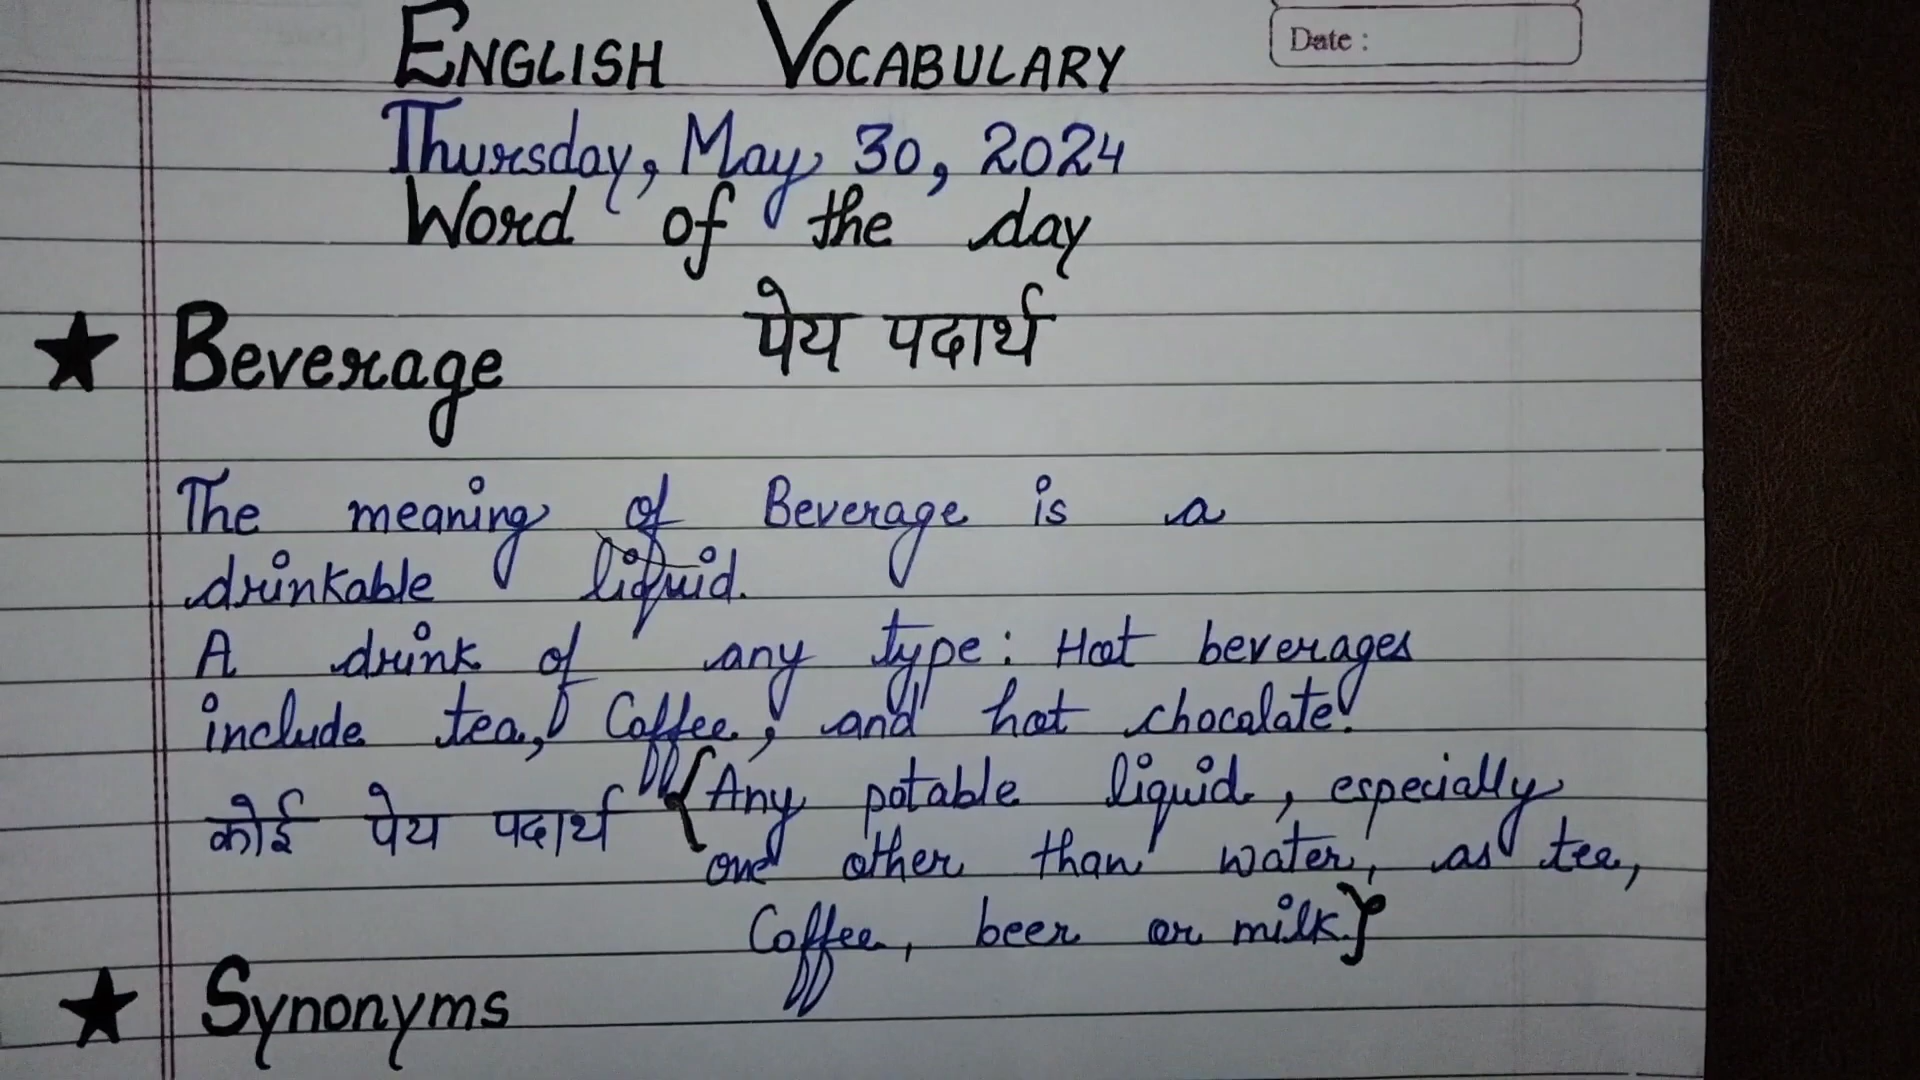 ENGLISH VOCABULARY
Date :
Thursday, May 30, 2024
Word of the day
★ Beverage पेय पदार्थ
The meaning of Beverage is a
drinkable liquid.
A drink of any type: Hot beverages
include tea, Coffee, and hot chocolate.
कोई पेय पदार्थ {Any potable liquid, especially
one other than water, as tea,
Coffee, beer or milk.}
★ Synonyms